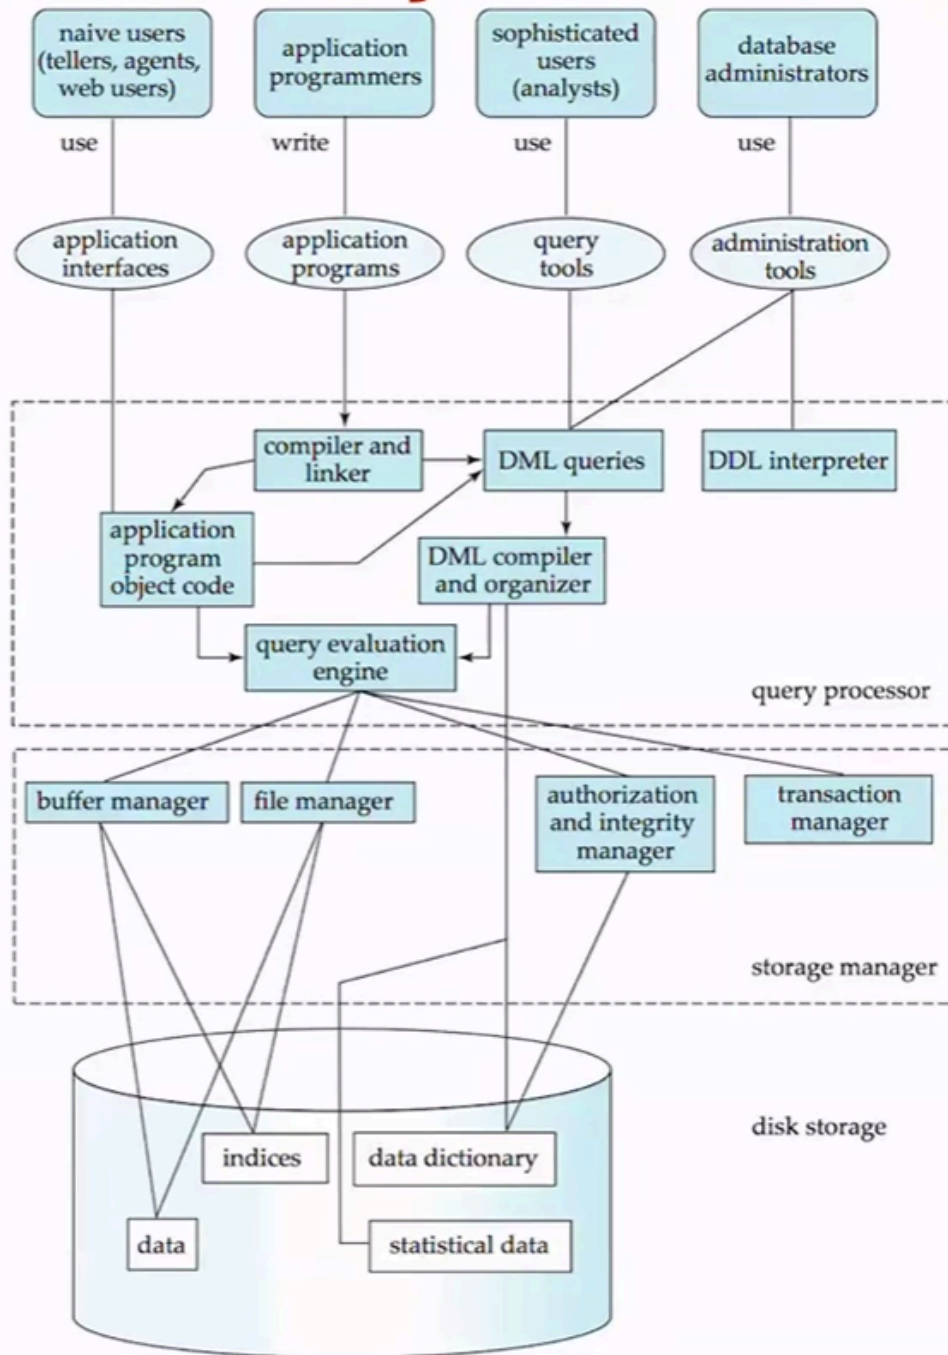 naive users
(tellers, agents,
web users)
application
programmers
sophisticated
users
(analysts)
database
administrators
use
write
use
use
application
interfaces
application
programs
query
tools
administration
tools
compiler and
linker
DML queries
DDL interpreter
application
program
object code
DML compiler
and organizer
query evaluation
engine
query processor
buffer manager
file manager
authorization
and integrity
manager
transaction
manager
storage manager
disk storage
indices
data dictionary
data
statistical data